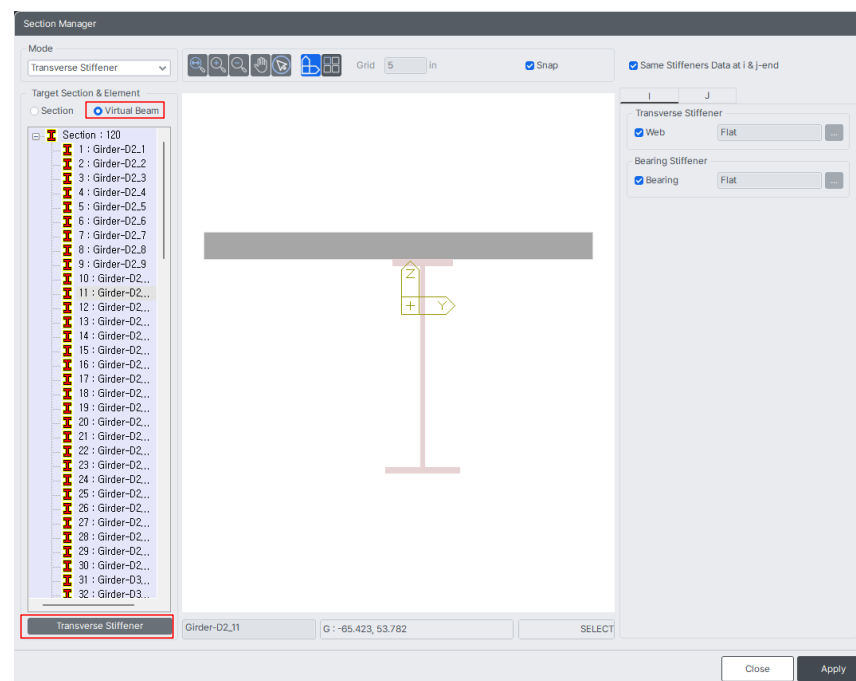 Section Manager
Mode
Transverse Stiffener
Grid 5 in
Snap
Same Stiffeners Data at i & j-end
Target Section & Element
Section Virtual Beam
I J
Transverse Stiffener
Web Flat ...
Bearing Stiffener
Bearing Flat ...
Section : 120
1 : Girder-D2_1
2 : Girder-D2_2
3 : Girder-D2_3
4 : Girder-D2_4
5 : Girder-D2_5
6 : Girder-D2_6
7 : Girder-D2_7
8 : Girder-D2_8
9 : Girder-D2_9
10 : Girder-D2...
11 : Girder-D2...
12 : Girder-D2...
13 : Girder-D2...
14 : Girder-D2...
15 : Girder-D2...
16 : Girder-D2...
17 : Girder-D2...
18 : Girder-D2...
19 : Girder-D2...
20 : Girder-D2...
21 : Girder-D2...
22 : Girder-D2...
23 : Girder-D2...
24 : Girder-D2...
25 : Girder-D2...
26 : Girder-D2...
27 : Girder-D2...
28 : Girder-D2...
29 : Girder-D2...
30 : Girder-D2...
31 : Girder-D3...
32 : Girder-D3...
Z
Y
Transverse Stiffener
Girder-D2_11
G : -65.423, 53.782
SELECT
Close
Apply